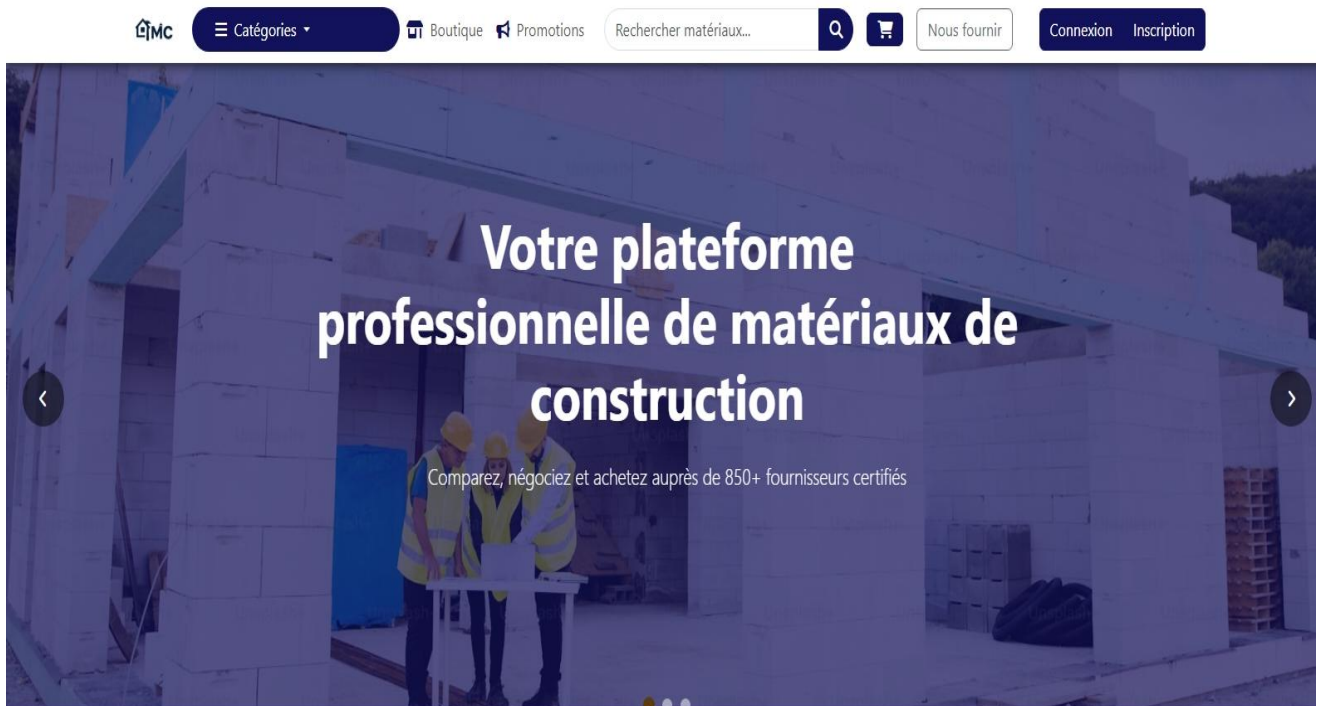 MC
Catégories
Boutique
Promotions
Rechercher matériaux...
Nous fournir
Connexion
Inscription
Votre plateforme
professionnelle de matériaux de
construction
Comparez, négociez et achetez auprès de 850+ fournisseurs certifiés